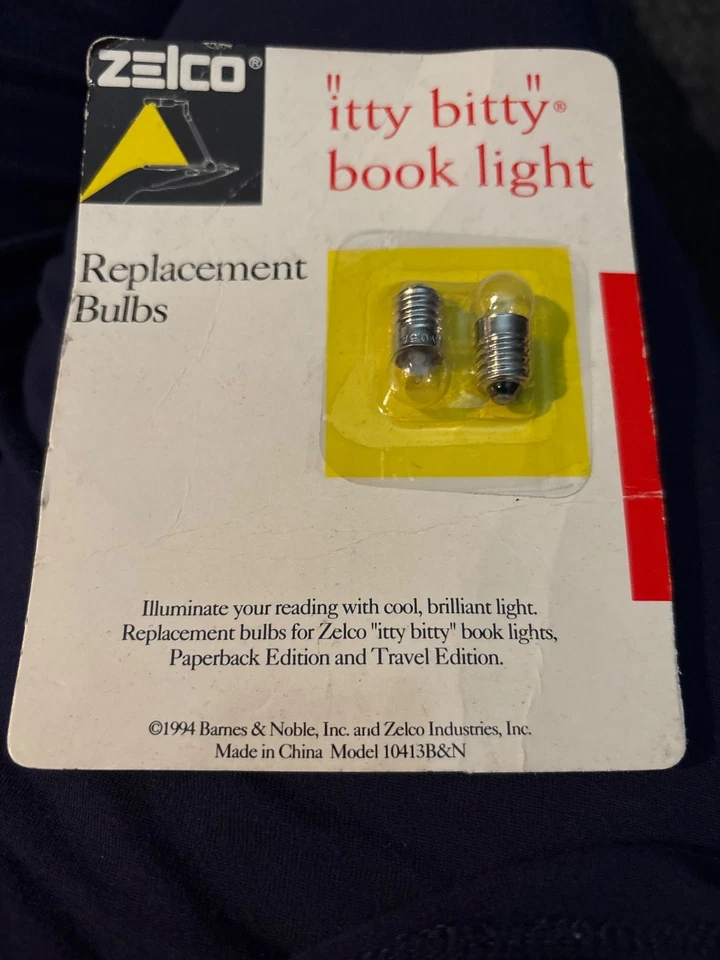 ZELCO®
"itty bitty"®
book light
Replacement
Bulbs
Illuminate your reading with cool, brilliant light.
Replacement bulbs for Zelco "itty bitty" book lights,
Paperback Edition and Travel Edition.
©1994 Barnes & Noble, Inc. and Zelco Industries, Inc.
Made in China Model 10413B&N